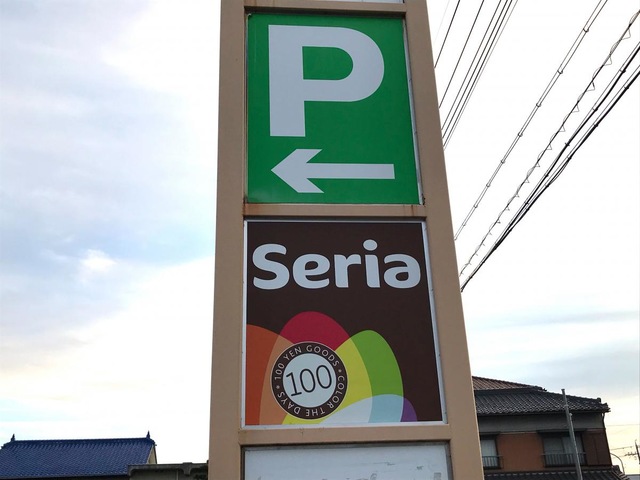 P
Seria
100 YEN GOODS
100
COLOR THE DAYS